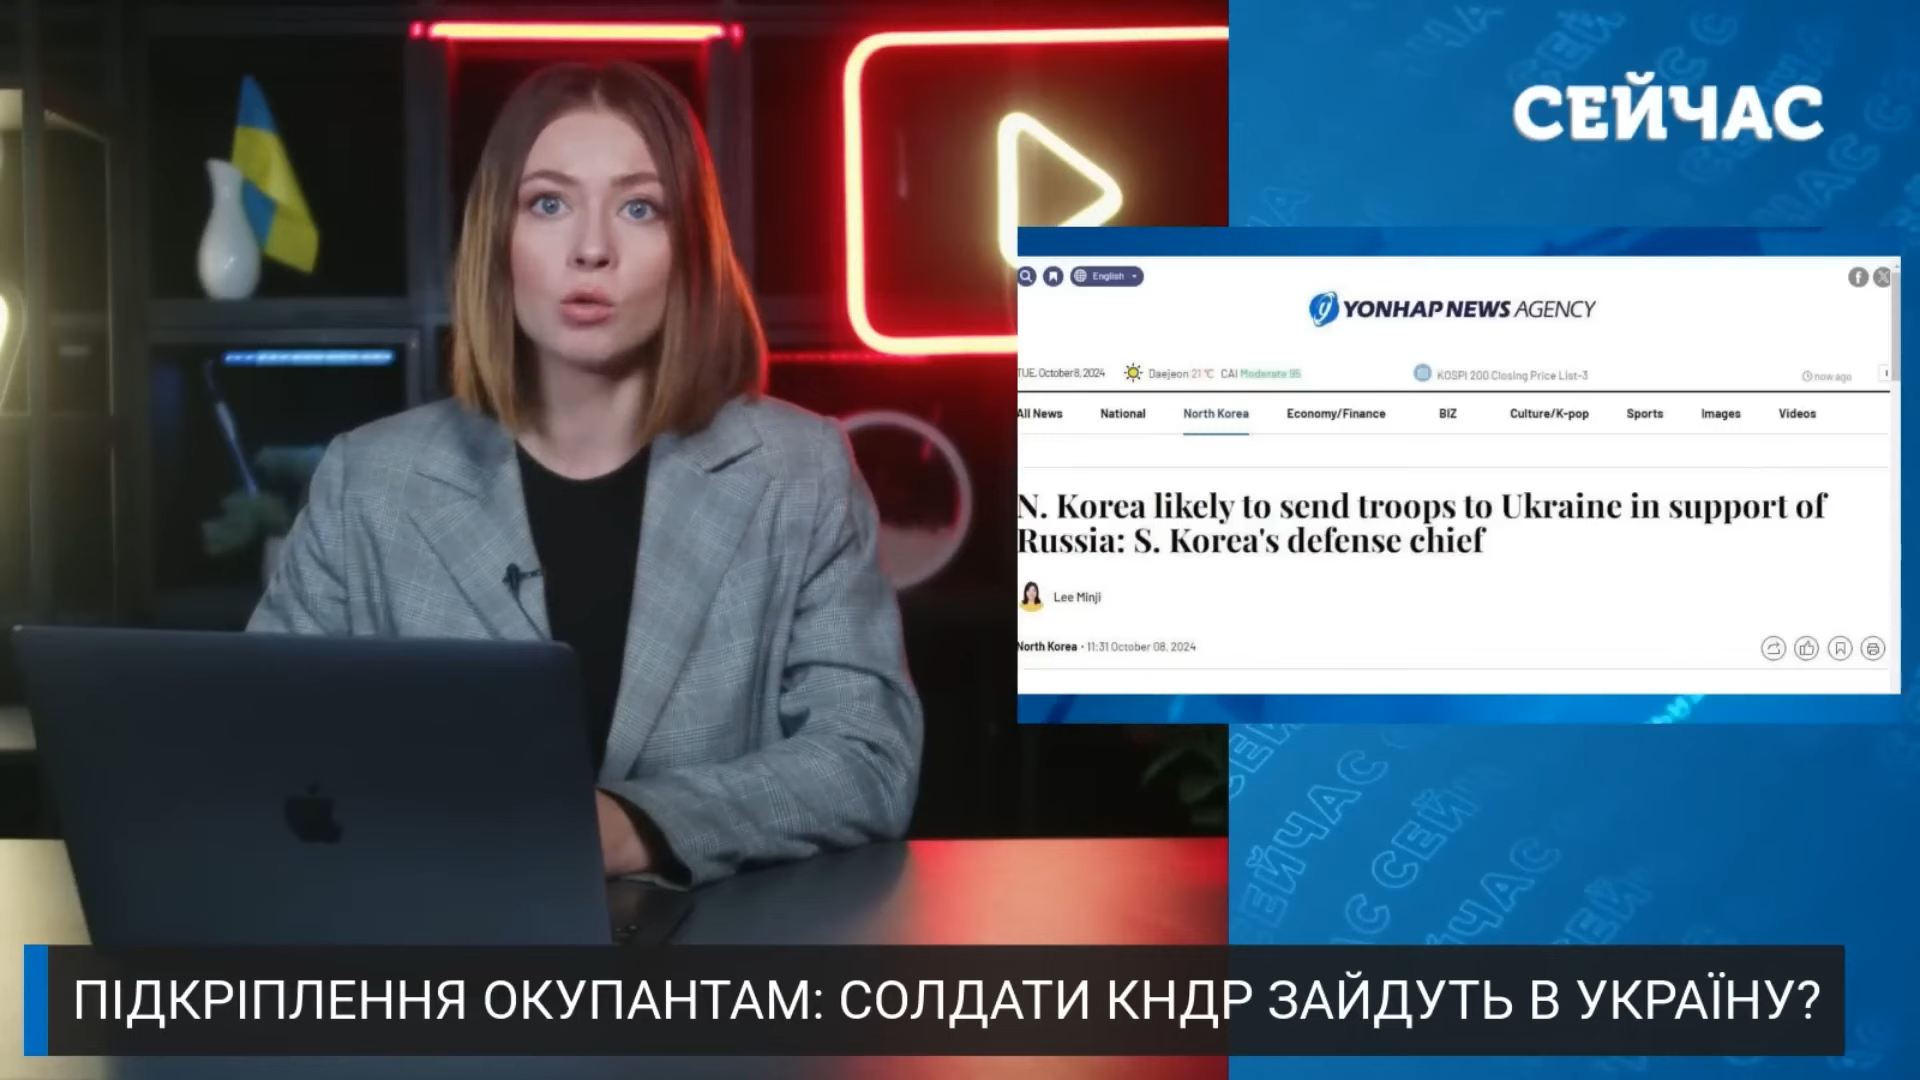 СЕЙЧАС
English
YONHAP NEWS AGENCY
TUE, October 8, 2024
Daejeon 21℃ CAI Moderate 95
KOSPI 200 Closing Price List-3
now ago
All News National North Korea Economy/Finance BIZ Culture/K-pop Sports Images Videos
N. Korea likely to send troops to Ukraine in support of
Russia: S. Korea's defense chief
Lee Minji
North Korea · 11:31 October 08, 2024
ПІДКРІПЛЕННЯ ОКУПАНТАМ: СОЛДАТИ КНДР ЗАЙДУТЬ В УКРАЇНУ?